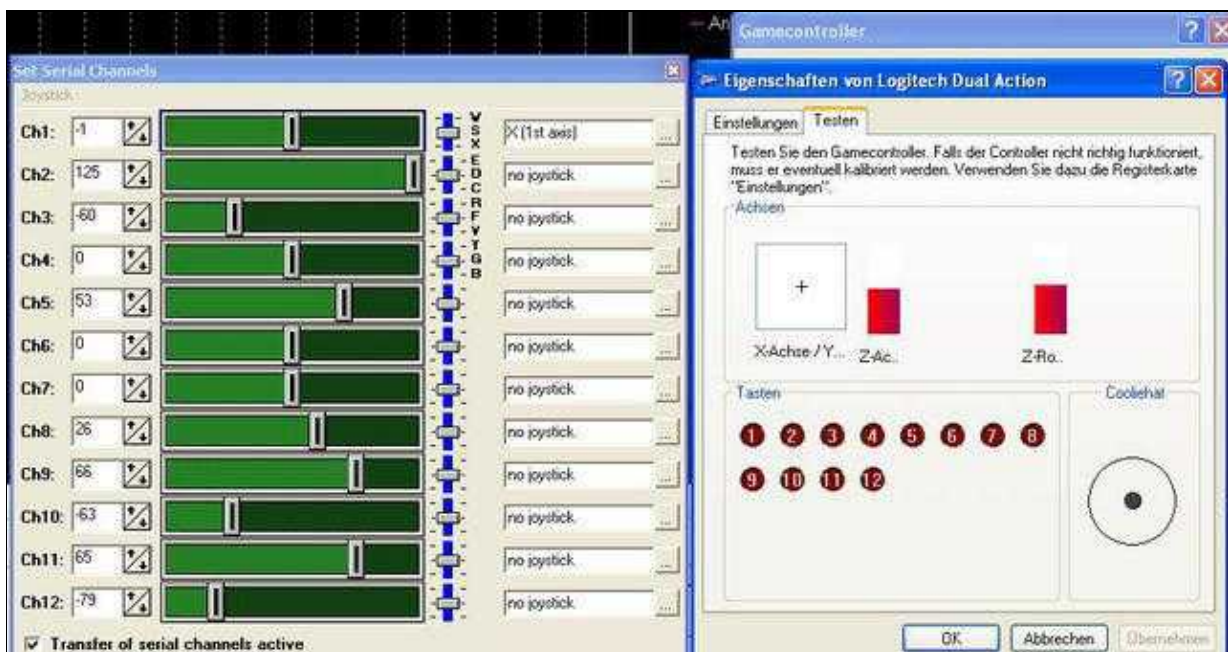 An
Gamecontroller
Set Serial Channels
Joystick
Ch1: -1 X (1st axis) ...
Ch2: 125 no joystick ...
Ch3: -60 no joystick ...
Ch4: 0 no joystick ...
Ch5: 53 no joystick ...
Ch6: 0 no joystick ...
Ch7: 0 no joystick ...
Ch8: 26 no joystick ...
Ch9: 66 no joystick ...
Ch10: -63 no joystick ...
Ch11: 65 no joystick ...
Ch12: -79 no joystick ...
W
S
X
E
D
C
R
F
V
T
G
B
Transfer of serial channels active
Eigenschaften von Logitech Dual Action
Einstellungen Testen
Testen Sie den Gamecontroller. Falls der Controller nicht richtig funktioniert,
muss er eventuell kalibriert werden. Verwenden Sie dazu die Registerkarte
"Einstellungen".
Achsen
X-Achse / Y... Z-Ac.. Z-Ro..
Tasten
1 2 3 4 5 6 7 8
9 10 11 12
Cooliehat
OK Abbrechen Übernehmen